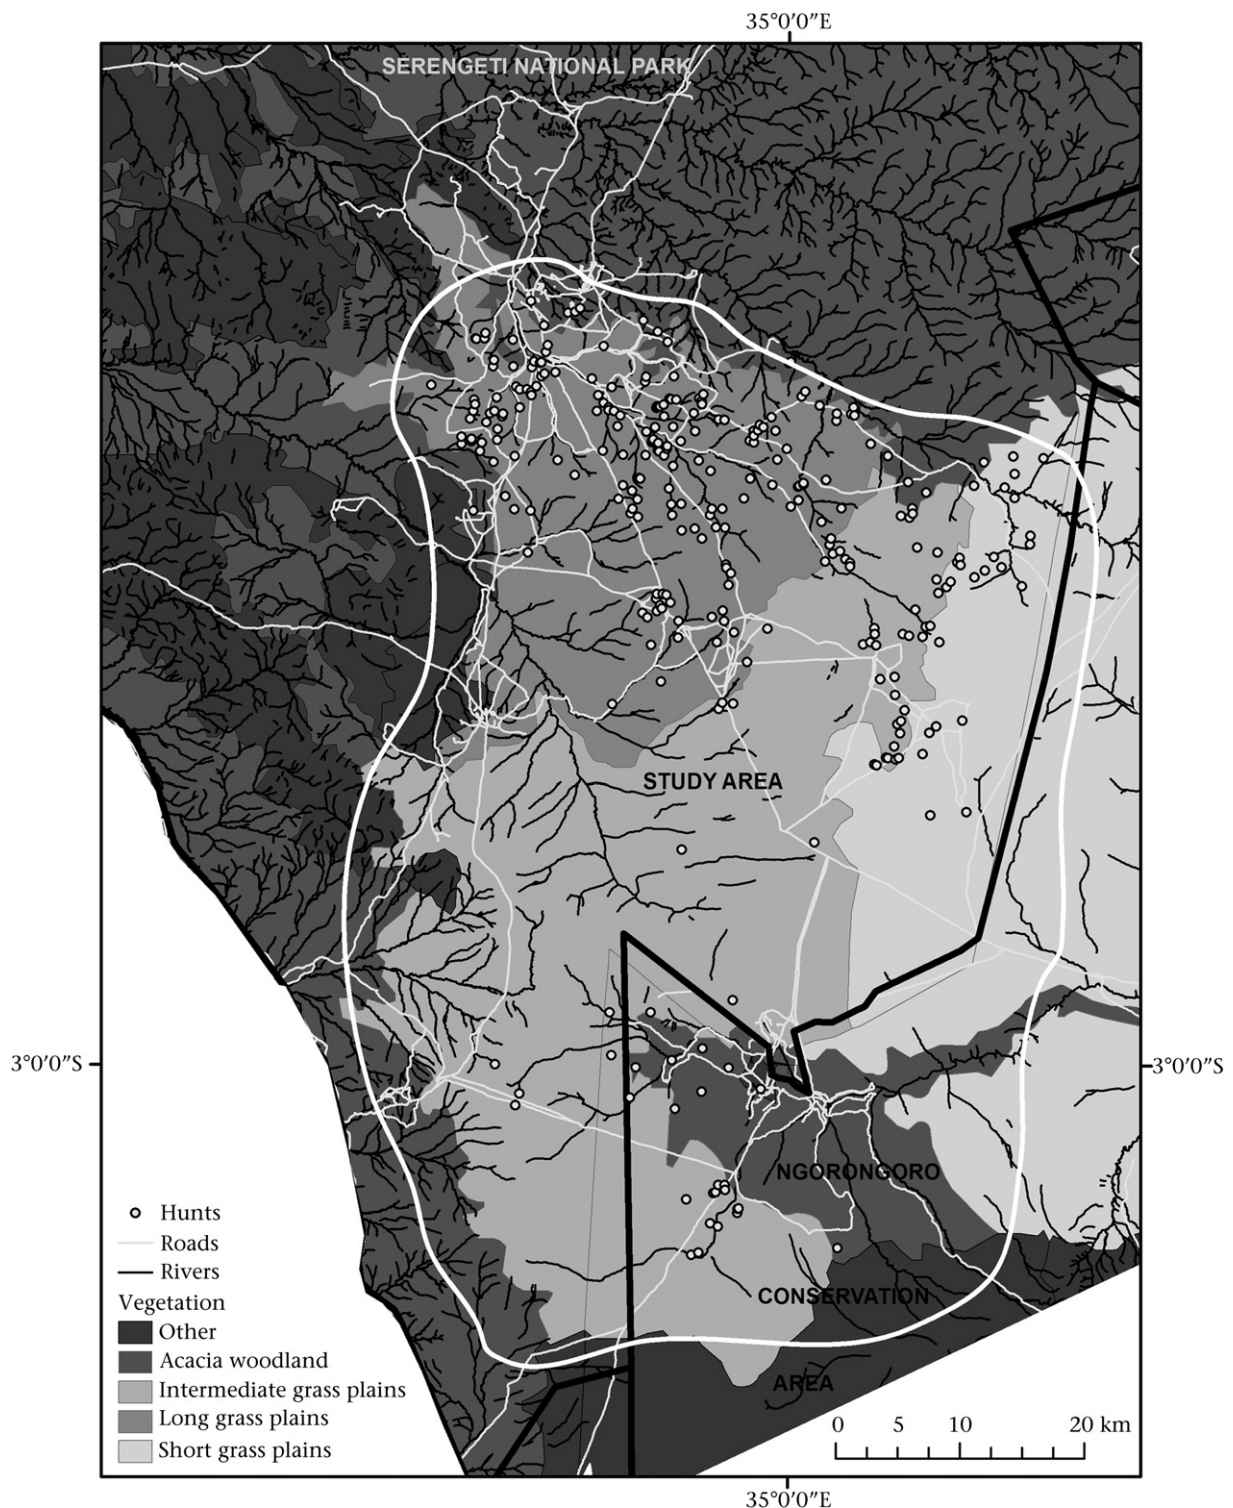 35°0′0″E
SERENGETI NATIONAL PARK
STUDY AREA
3°0′0″S
3°0′0″S
NGORONGORO
CONSERVATION
AREA
Hunts
Roads
Rivers
Vegetation
Other
Acacia woodland
Intermediate grass plains
Long grass plains
Short grass plains
0 5 10 20 km
35°0′0″E